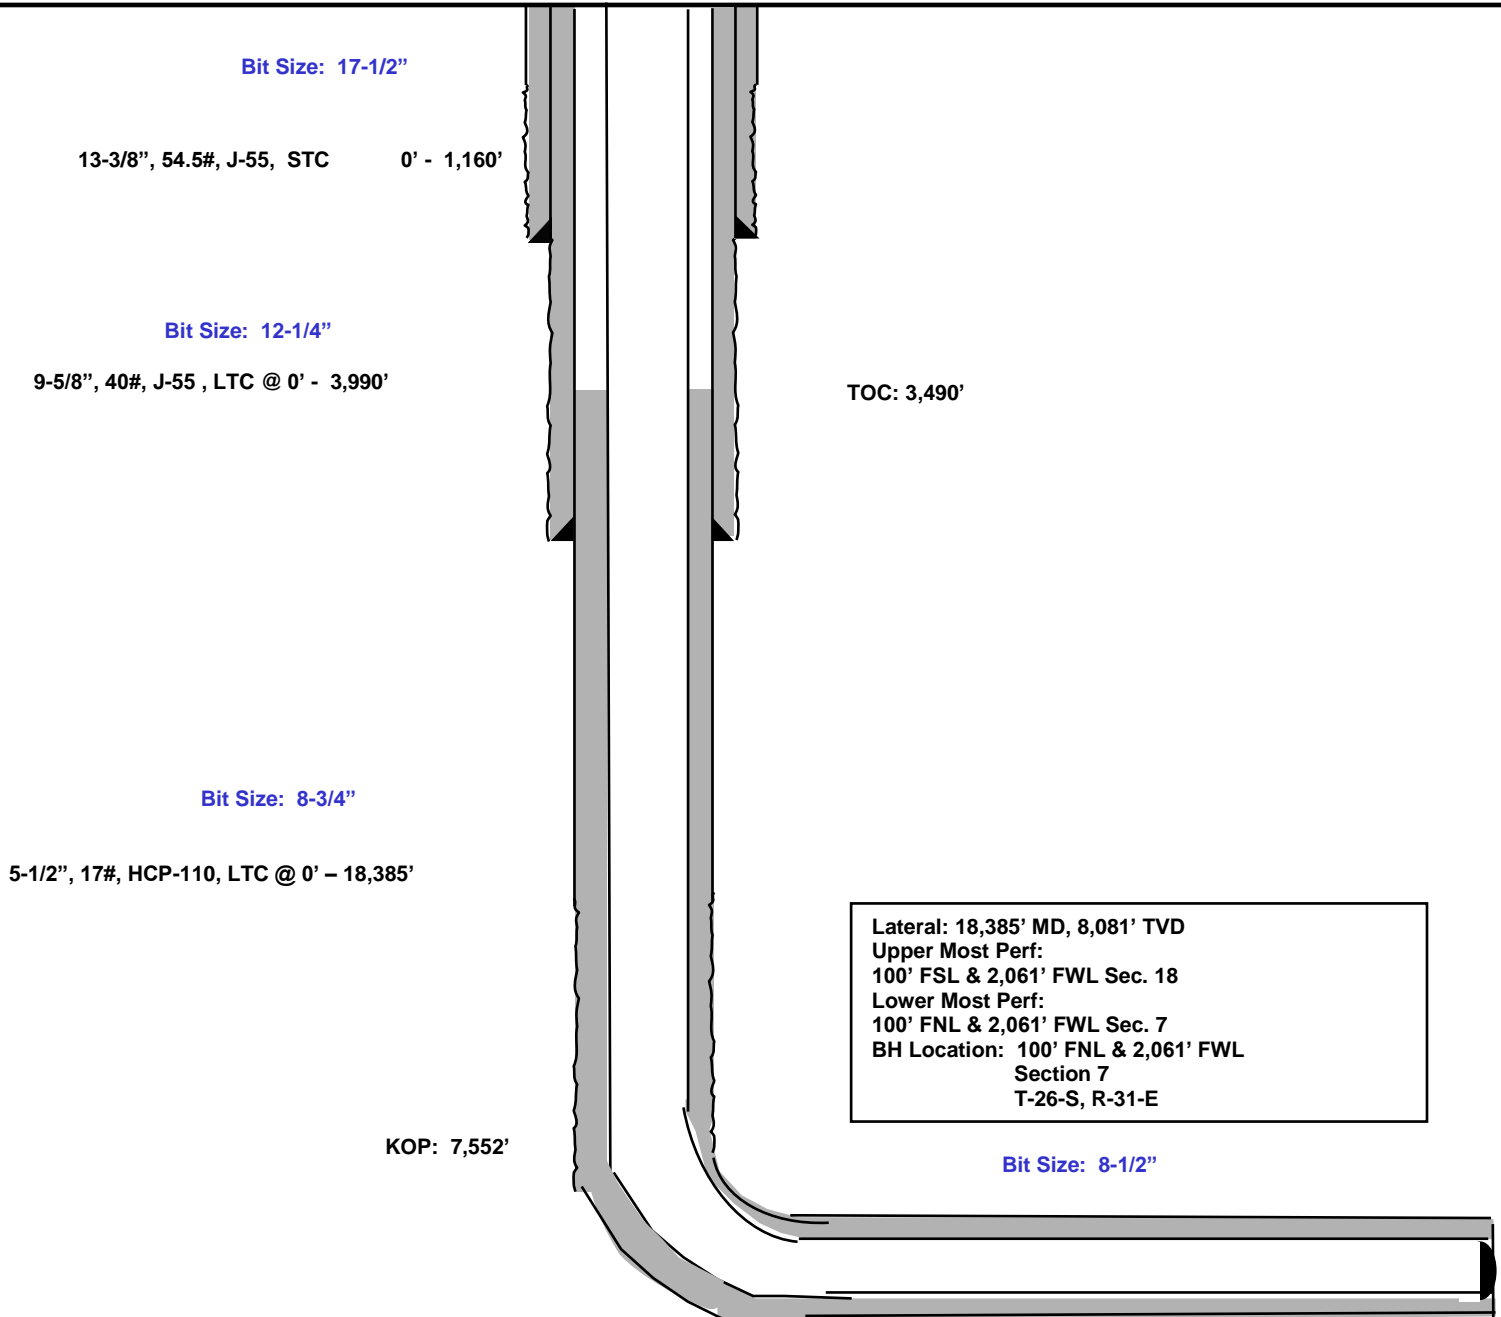 Bit Size: 17-1/2”
13-3/8”, 54.5#, J-55, STC 0’ - 1,160’
Bit Size: 12-1/4”
9-5/8”, 40#, J-55 , LTC @ 0’ - 3,990’
TOC: 3,490’
Bit Size: 8-3/4”
5-1/2”, 17#, HCP-110, LTC @ 0’ – 18,385’
Lateral: 18,385’ MD, 8,081’ TVD
Upper Most Perf:
100’ FSL & 2,061’ FWL Sec. 18
Lower Most Perf:
100’ FNL & 2,061’ FWL Sec. 7
BH Location: 100’ FNL & 2,061’ FWL
Section 7
T-26-S, R-31-E
KOP: 7,552’
Bit Size: 8-1/2”